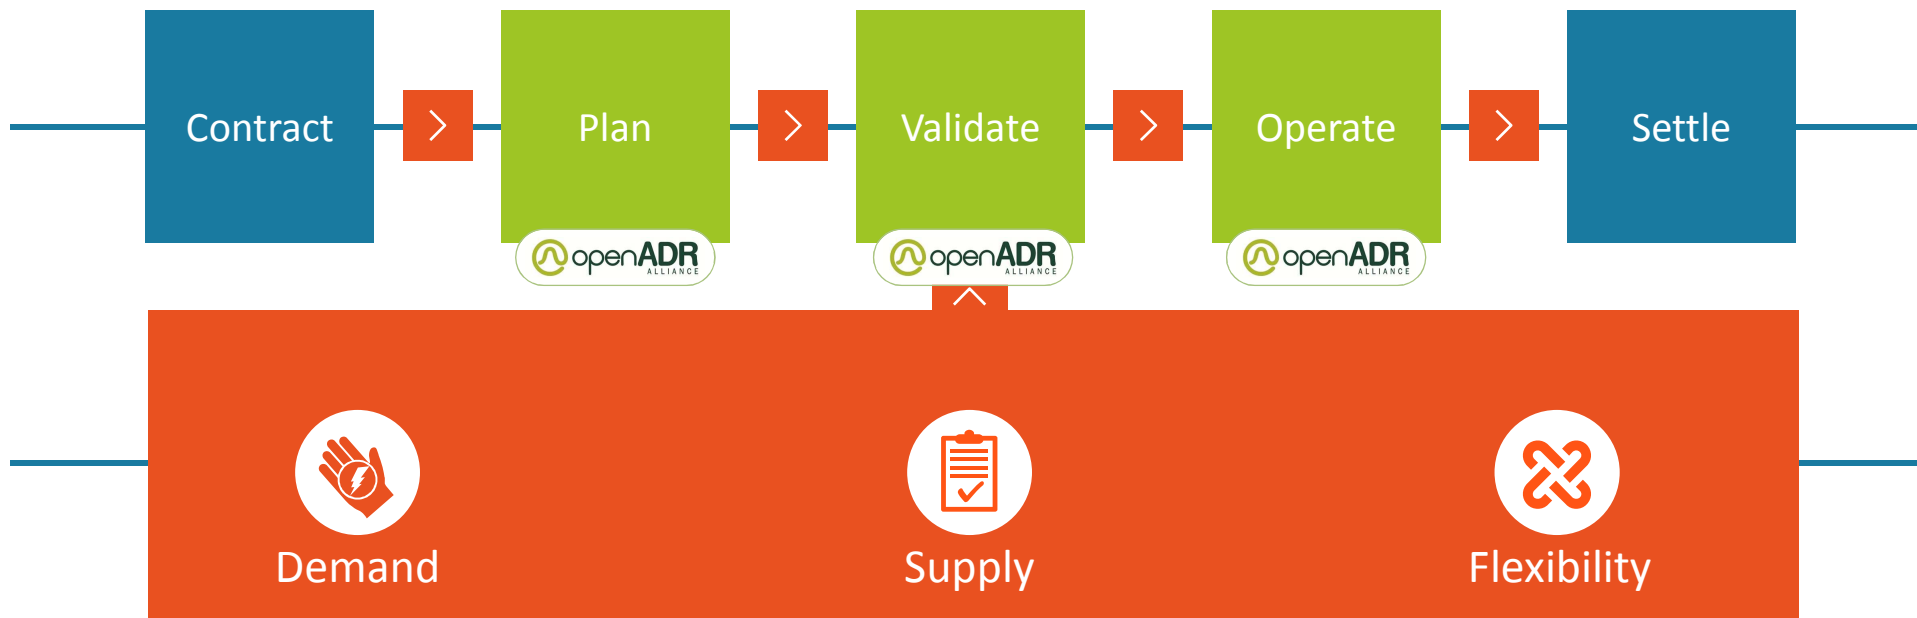 Contract
Plan
Validate
Operate
Settle
openADR
ALLIANCE
openADR
ALLIANCE
openADR
ALLIANCE
Demand
Supply
Flexibility